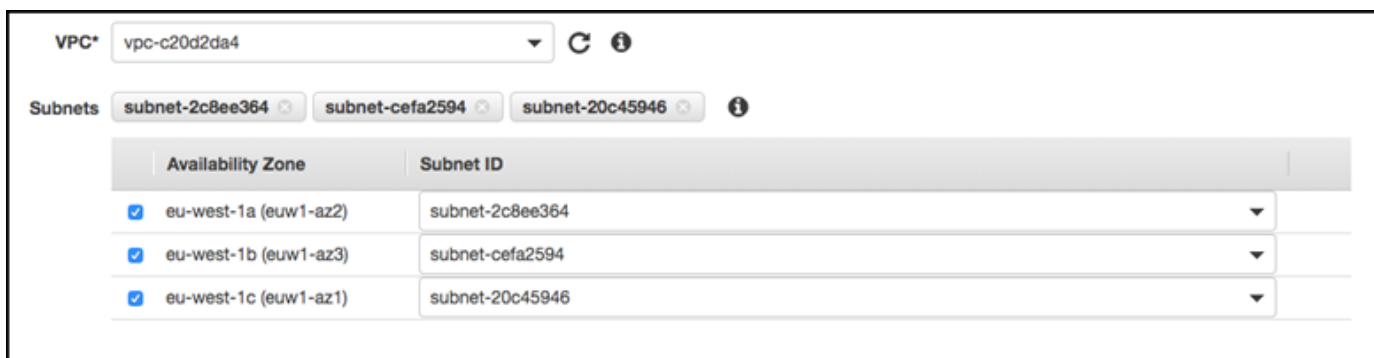 VPC* vpc-c20d2da4
Subnets subnet-2c8ee364 subnet-cefa2594 subnet-20c45946
Availability Zone Subnet ID
eu-west-1a (euw1-az2) subnet-2c8ee364
eu-west-1b (euw1-az3) subnet-cefa2594
eu-west-1c (euw1-az1) subnet-20c45946